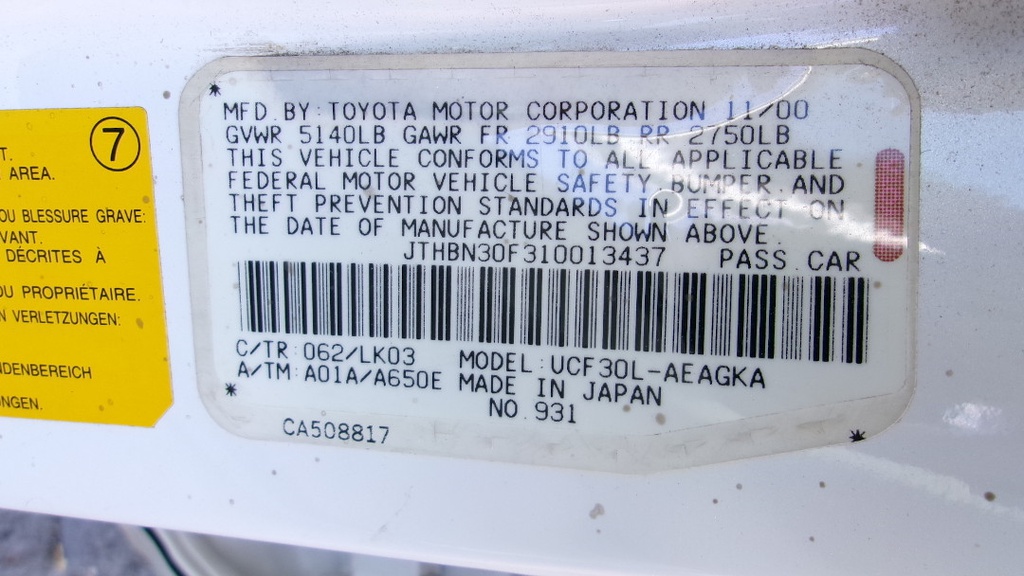 7
T.
AREA.
OU BLESSURE GRAVE:
VANT.
DÉCRITES À
DU PROPRIÉTAIRE.
N VERLETZUNGEN:
NDENBEREICH
NGEN.
MFD. BY: TOYOTA MOTOR CORPORATION 11/00
GVWR 5140LB GAWR FR 2910LB RR 2750LB
THIS VEHICLE CONFORMS TO ALL APPLICABLE
FEDERAL MOTOR VEHICLE SAFETY BUMPER AND
THEFT PREVENTION STANDARDS IN EFFECT ON
THE DATE OF MANUFACTURE SHOWN ABOVE.
JTHBN30F310013437 PASS. CAR
C/TR: 062/LK03 MODEL: UCF30L-AEAGKA
A/TM: A01A/A650E MADE IN JAPAN
NO. 931
CA508817